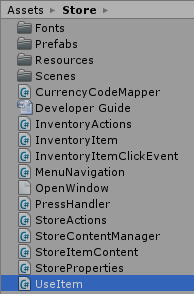 Assets ▸ Store ▸
Fonts
Prefabs
Resources
Scenes
CurrencyCodeMapper
Developer Guide
InventoryActions
InventoryItem
InventoryItemClickEvent
MenuNavigation
OpenWindow
PressHandler
StoreActions
StoreContentManager
StoreItemContent
StoreProperties
UseItem